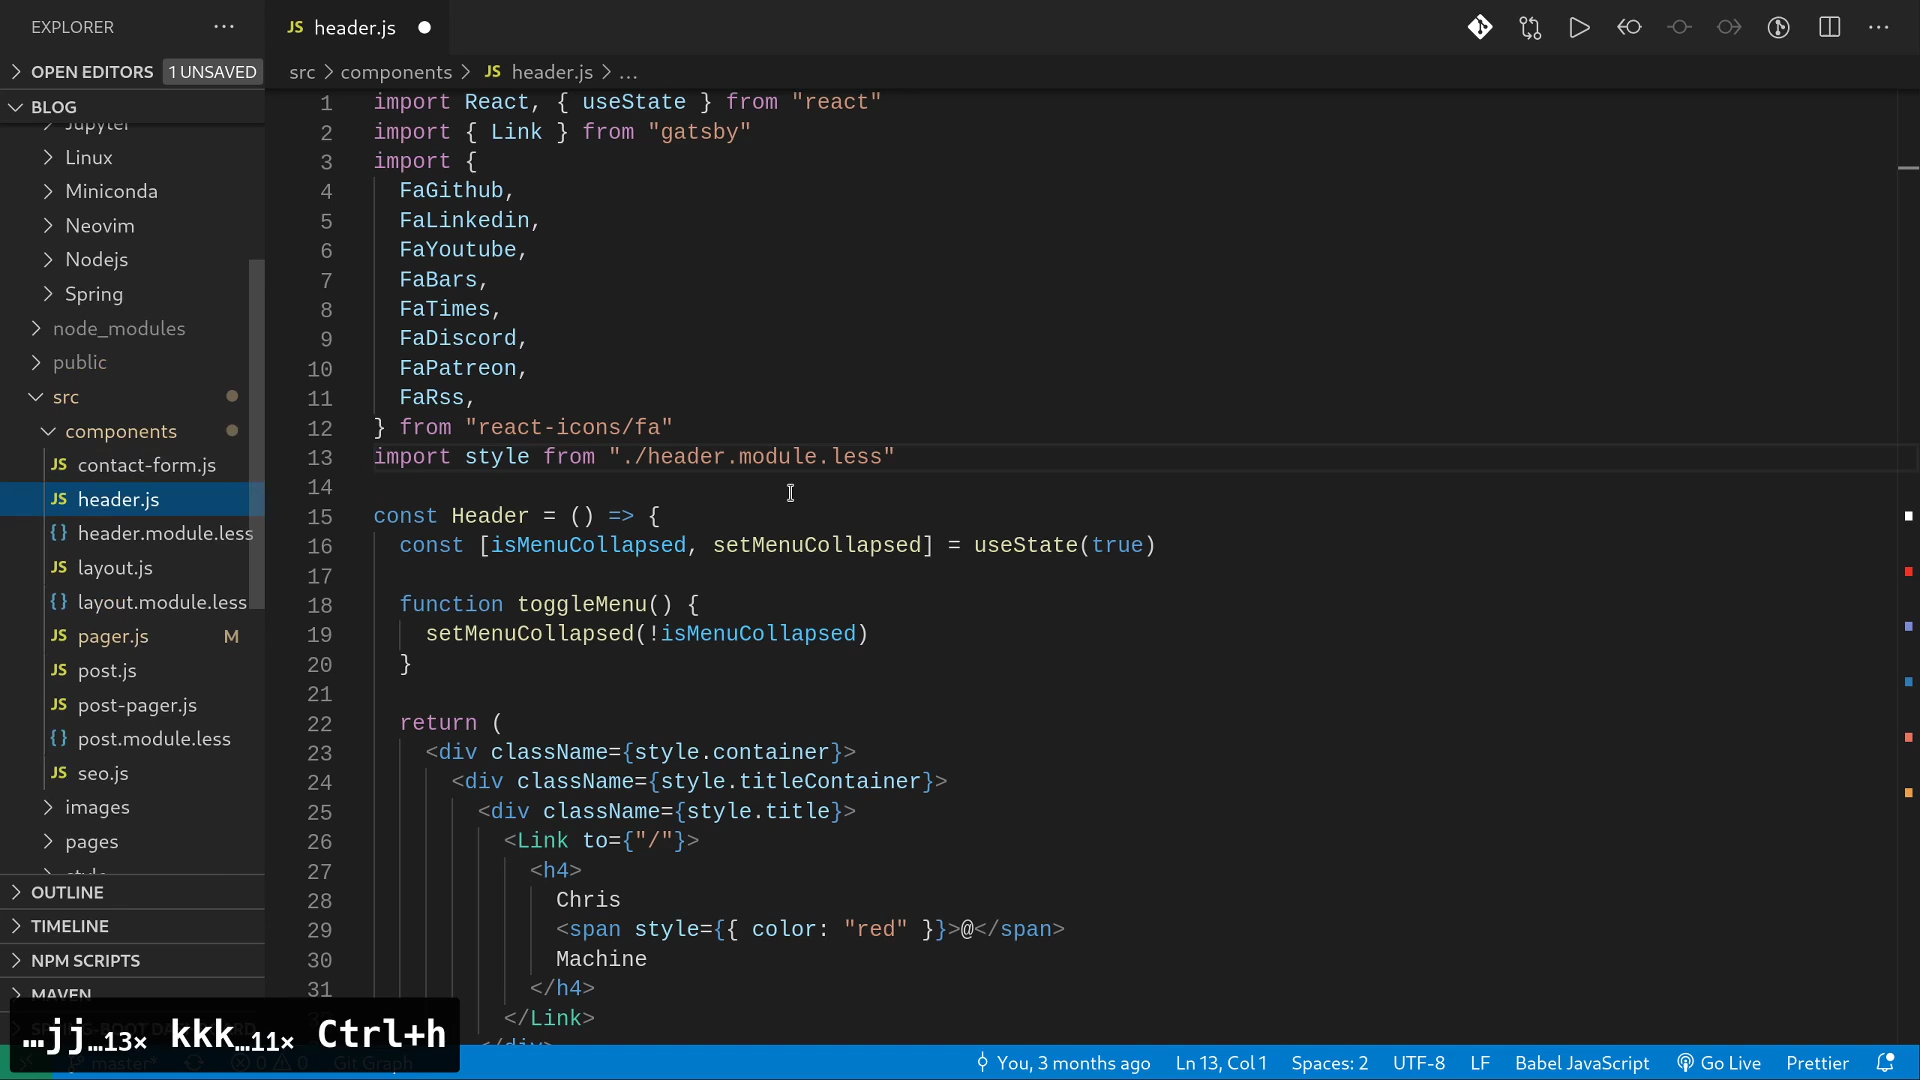 EXPLORER ...
OPEN EDITORS 1 UNSAVED
BLOG
Jupyter
Linux
Miniconda
Neovim
Nodejs
Spring
node_modules
public
src
components
JS contact-form.js
JS header.js
{} header.module.less
JS layout.js
{} layout.module.less
JS pager.js M
JS post.js
JS post-pager.js
{} post.module.less
JS seo.js
images
pages
style
OUTLINE
TIMELINE
NPM SCRIPTS
MAVEN
JS header.js
src > components > JS header.js > ...
1 import React, { useState } from "react"
2 import { Link } from "gatsby"
3 import {
4 FaGithub,
5 FaLinkedin,
6 FaYoutube,
7 FaBars,
8 FaTimes,
9 FaDiscord,
10 FaPatreon,
11 FaRss,
12 } from "react-icons/fa"
13 import style from "./header.module.less"
14
15 const Header = () => {
16 const [isMenuCollapsed, setMenuCollapsed] = useState(true)
17
18 function toggleMenu() {
19 setMenuCollapsed(!isMenuCollapsed)
20 }
21
22 return (
23 <div className={style.container}>
24 <div className={style.titleContainer}>
25 <div className={style.title}>
26 <Link to={"/"}>
27 <h4>
28 Chris
29 <span style={{ color: "red" }}>@</span>
30 Machine
31 </h4>
</Link>
</div>
…jj…13× kkk…11× Ctrl+h
master* 0 0 Git Graph
You, 3 months ago Ln 13, Col 1 Spaces: 2 UTF-8 LF Babel JavaScript Go Live Prettier